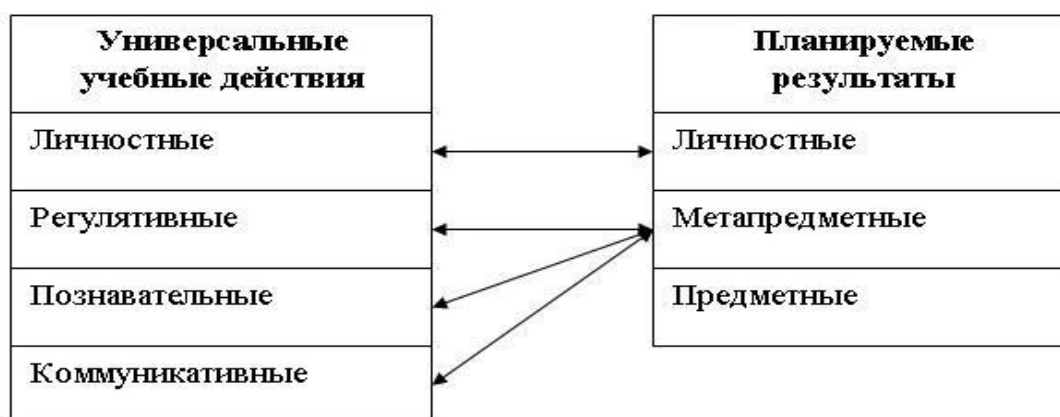 Универсальные
учебные действия
Личностные
Регулятивные
Познавательные
Коммуникативные
Планируемые
результаты
Личностные
Метапредметные
Предметные